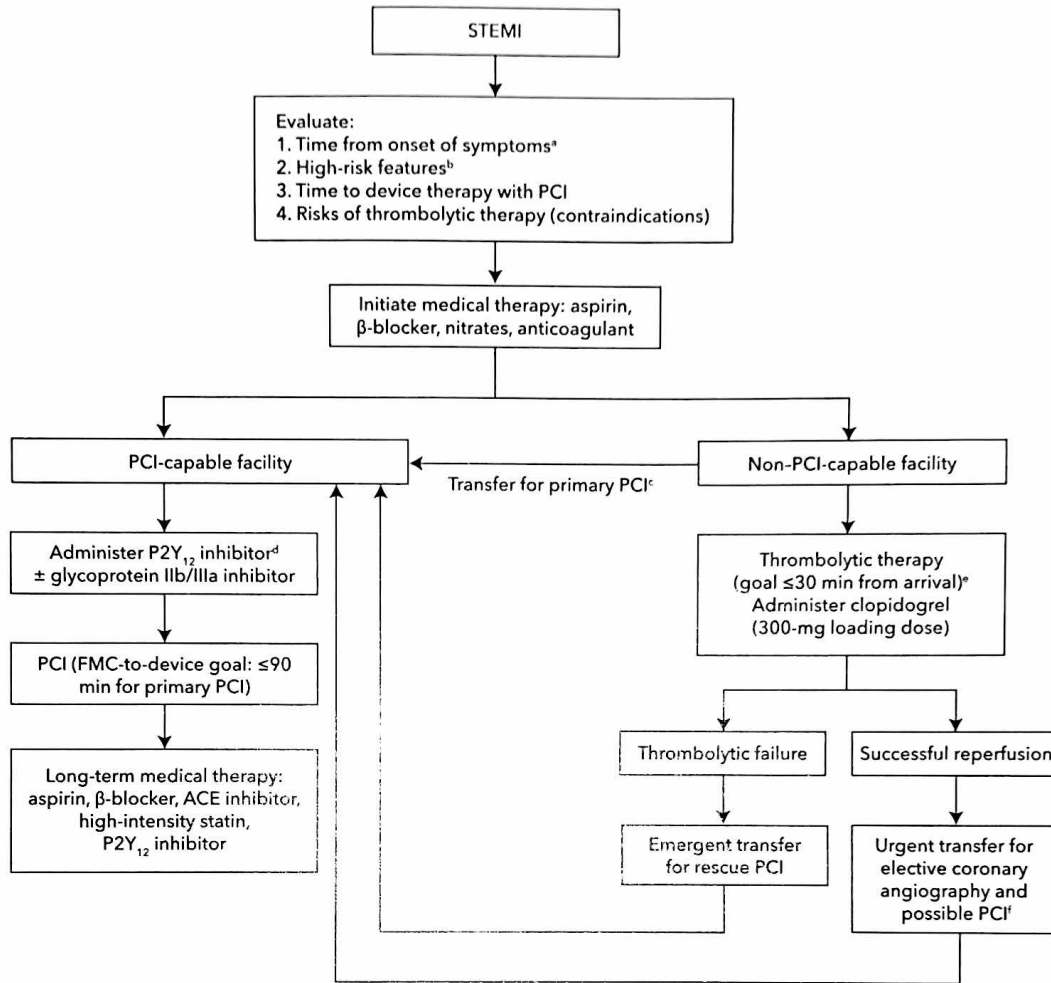 STEMI
Evaluate:
1. Time from onset of symptomsᵃ
2. High-risk featuresᵇ
3. Time to device therapy with PCI
4. Risks of thrombolytic therapy (contraindications)
Initiate medical therapy: aspirin,
β-blocker, nitrates, anticoagulant
PCI-capable facility
Non–PCI-capable facility
Transfer for primary PCIᶜ
Administer P2Y₁₂ inhibitorᵈ
± glycoprotein IIb/IIIa inhibitor
PCI (FMC-to-device goal: ≤90
min for primary PCI)
Long-term medical therapy:
aspirin, β-blocker, ACE inhibitor,
high-intensity statin,
P2Y₁₂ inhibitor
Thrombolytic therapy
(goal ≤30 min from arrival)ᵉ
Administer clopidogrel
(300-mg loading dose)
Thrombolytic failure
Emergent transfer
for rescue PCI
Successful reperfusion
Urgent transfer for
elective coronary
angiography and
possible PCIᶠ